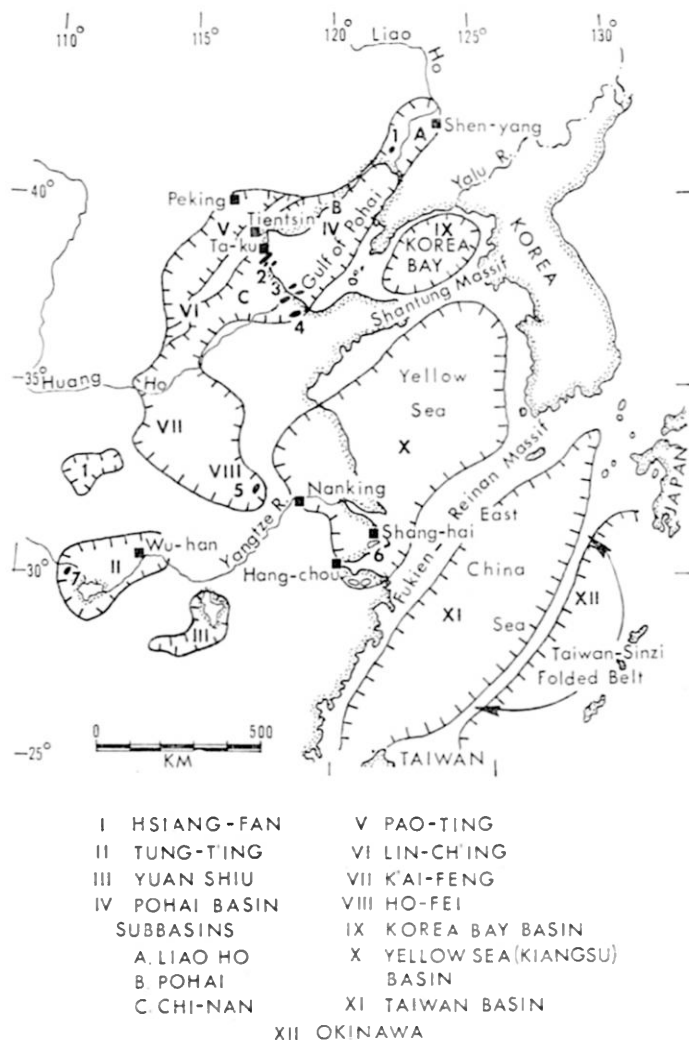 110° 115° 120° 125° 130°
Liao Ho
Shen-yang
1 A
Yalu R.
40°
Peking
B
Tientsin
IV
V
Ta-ku
Gulf of Pohai
IX
KOREA BAY
KOREA
2
3
C
4
VI
Shantung Massif
35°
Huang Ho
Yellow Sea
X
VII
VIII
5
I
Nanking
Yangtze R.
Fukien-Reinan Massif
JAPAN
Wu-han
Shang-hai
East China Sea
30°
7 II
6
Hang-chou
XI
XII
III
Taiwan-Sinzi
Folded Belt
0 500
KM
25°
TAIWAN
I HSIANG-FAN
II TUNG-T'ING
III YUAN SHIU
IV POHAI BASIN
SUBBASINS
A. LIAO HO
B. POHAI
C. CHI-NAN
V PAO-TING
VI LIN-CH'ING
VII K'AI-FENG
VIII HO-FEI
IX KOREA BAY BASIN
X YELLOW SEA (KIANGSU)
BASIN
XI TAIWAN BASIN
XII OKINAWA